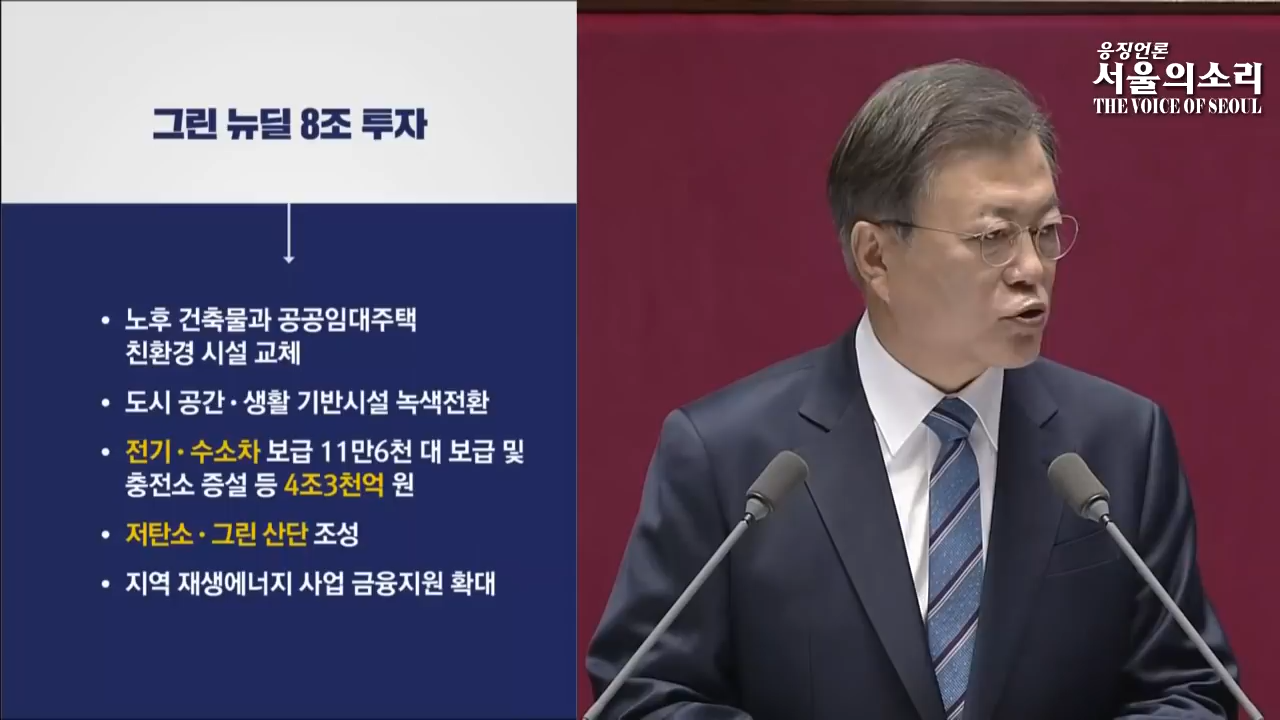 그린 뉴딜 8조 투자
• 노후 건축물과 공공임대주택
친환경 시설 교체
• 도시 공간·생활 기반시설 녹색전환
• 전기·수소차 보급 11만6천 대 보급 및
충전소 증설 등 4조3천억 원
• 저탄소·그린 산단 조성
• 지역 재생에너지 사업 금융지원 확대
응징언론
서울의소리
THE VOICE OF SEOUL